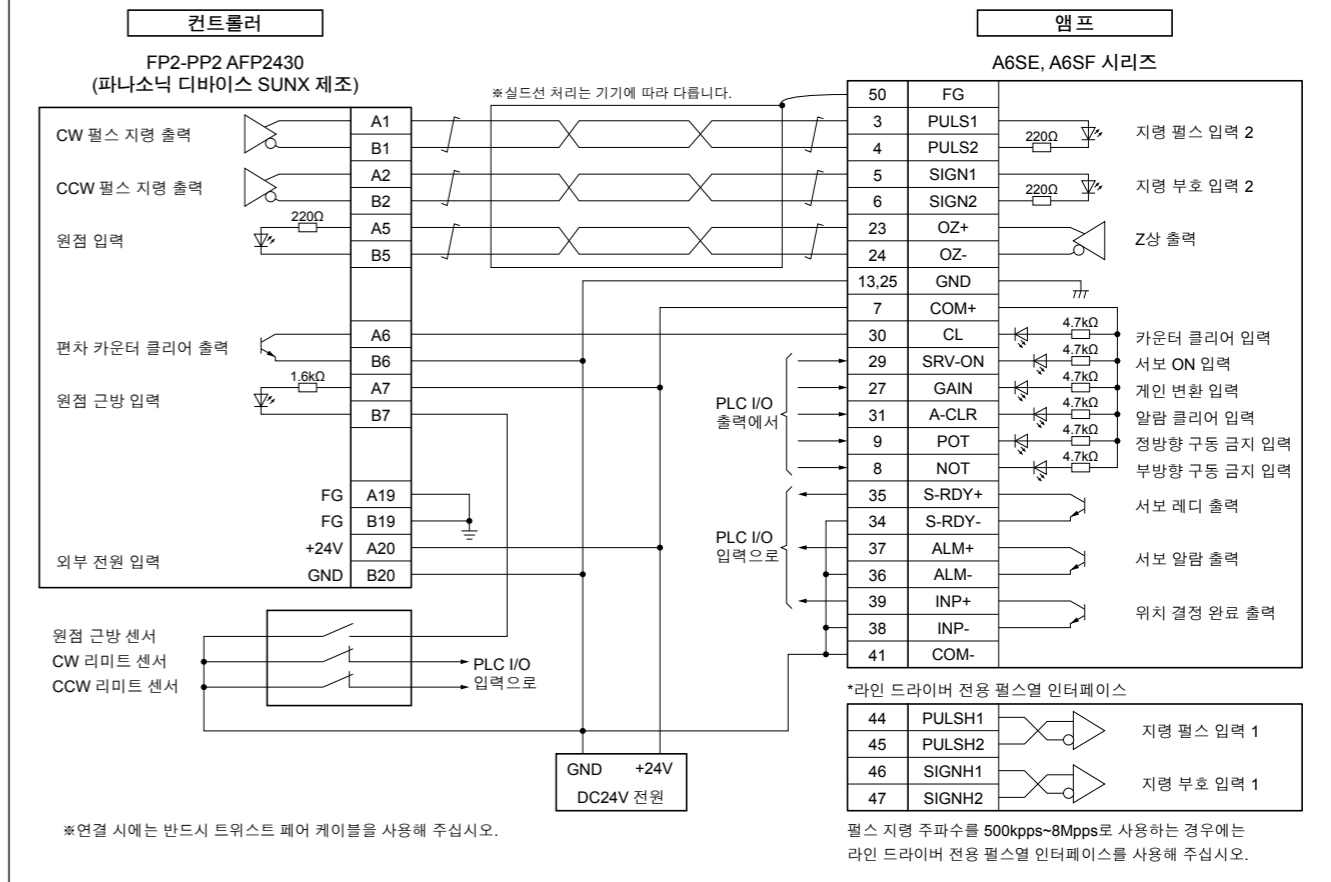 컨트롤러
앰프
FP2-PP2 AFP2430
(파나소닉 디바이스 SUNX 제조)
A6SE, A6SF 시리즈
※실드선 처리는 기기에 따라 다릅니다.
CW 펄스 지령 출력
A1
B1
CCW 펄스 지령 출력
A2
B2
원점 입력
220Ω
A5
B5
편차 카운터 클리어 출력
A6
B6
원점 근방 입력
1.6kΩ
A7
B7
FG A19
FG B19
외부 전원 입력
+24V A20
GND B20
50 FG
3 PULS1
4 PULS2
220Ω
지령 펄스 입력 2
5 SIGN1
6 SIGN2
220Ω
지령 부호 입력 2
23 OZ+
24 OZ-
Z상 출력
13,25 GND
7 COM+
30 CL 4.7kΩ 카운터 클리어 입력
29 SRV-ON 4.7kΩ 서보 ON 입력
27 GAIN 4.7kΩ 게인 변환 입력
31 A-CLR 4.7kΩ 알람 클리어 입력
9 POT 4.7kΩ 정방향 구동 금지 입력
8 NOT 4.7kΩ 부방향 구동 금지 입력
PLC I/O
출력에서
35 S-RDY+
34 S-RDY-
서보 레디 출력
37 ALM+
36 ALM-
서보 알람 출력
39 INP+
38 INP-
위치 결정 완료 출력
41 COM-
PLC I/O
입력으로
원점 근방 센서
CW 리미트 센서
CCW 리미트 센서
PLC I/O
입력으로
GND +24V
DC24V 전원
*라인 드라이버 전용 펄스열 인터페이스
44 PULSH1
45 PULSH2
지령 펄스 입력 1
46 SIGNH1
47 SIGNH2
지령 부호 입력 1
※연결 시에는 반드시 트위스트 페어 케이블을 사용해 주십시오.
펄스 지령 주파수를 500kpps~8Mpps로 사용하는 경우에는
라인 드라이버 전용 펄스열 인터페이스를 사용해 주십시오.